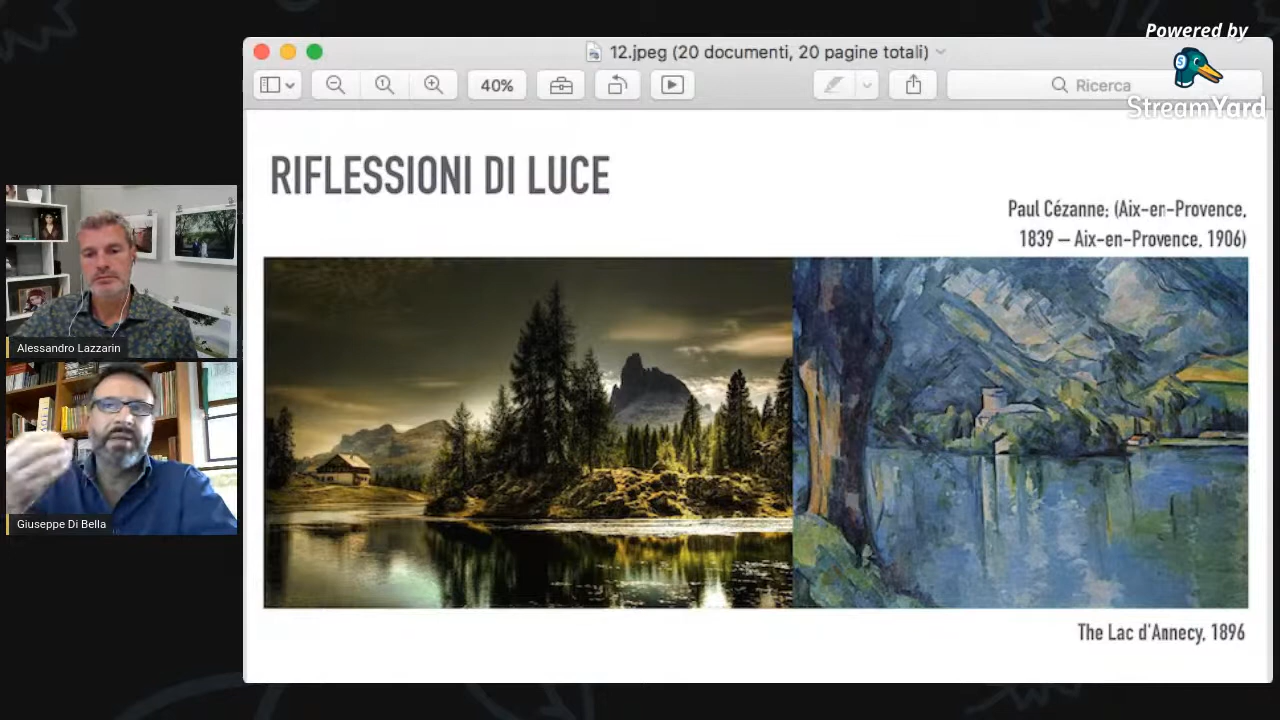 Powered by
StreamYard
12.jpeg (20 documenti, 20 pagine totali)
40%
Ricerca
RIFLESSIONI DI LUCE
Paul Cézanne; (Aix-en-Provence,
1839 – Aix-en-Provence, 1906)
The Lac d'Annecy, 1896
Alessandro Lazzarin
Giuseppe Di Bella